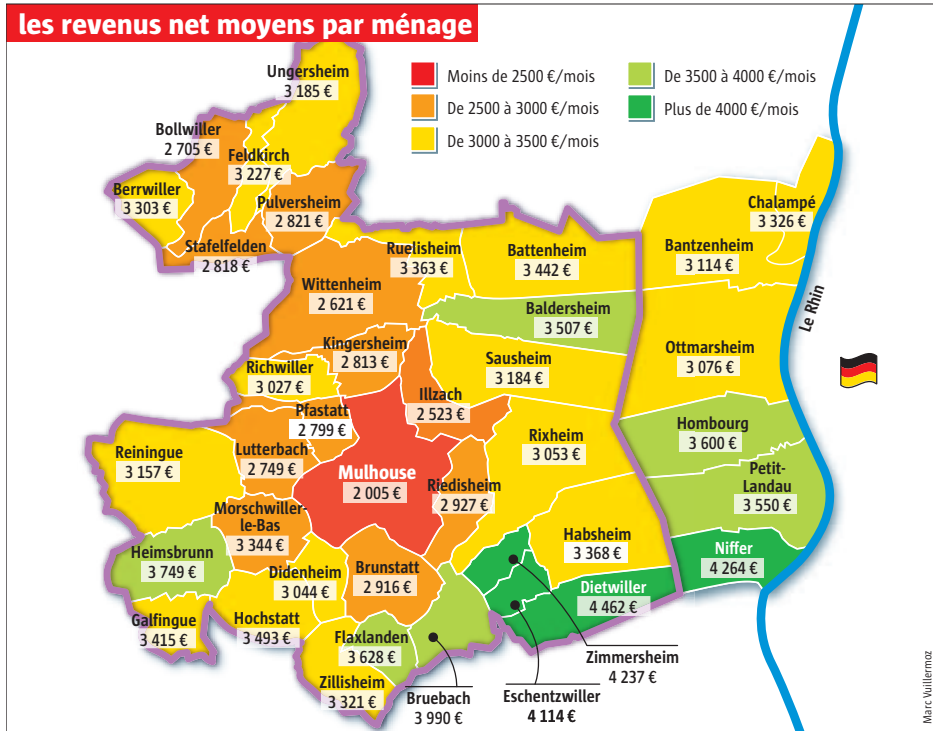 les revenus net moyens par ménage
Moins de 2500 €/mois
De 2500 à 3000 €/mois
De 3000 à 3500 €/mois
De 3500 à 4000 €/mois
Plus de 4000 €/mois
Ungersheim
3 185 €
Bollwiller
2 705 €
Feldkirch
3 227 €
Berrwiller
3 303 €
Pulversheim
2 821 €
Stafelfelden
2 818 €
Ruelisheim
3 363 €
Battenheim
3 442 €
Bantzenheim
3 114 €
Chalampé
3 326 €
Wittenheim
2 621 €
Baldersheim
3 507 €
Le Rhin
Kingersheim
2 813 €
Sausheim
3 184 €
Ottmarsheim
3 076 €
Richwiller
3 027 €
Illzach
2 523 €
Pfastatt
2 799 €
Hombourg
3 600 €
Reiningue
3 157 €
Lutterbach
2 749 €
Rixheim
3 053 €
Mulhouse
2 005 €
Riedisheim
2 927 €
Petit-
Landau
3 550 €
Morschwiller-
le-Bas
3 344 €
Heimsbrunn
3 749 €
Habsheim
3 368 €
Niffer
4 264 €
Didenheim
3 044 €
Brunstatt
2 916 €
Dietwiller
4 462 €
Galfingue
3 415 €
Hochstatt
3 493 €
Flaxlanden
3 628 €
Zimmersheim
4 237 €
Zillisheim
3 321 €
Bruebach
3 990 €
Eschentzwiller
4 114 €
Marc Vuillermoz